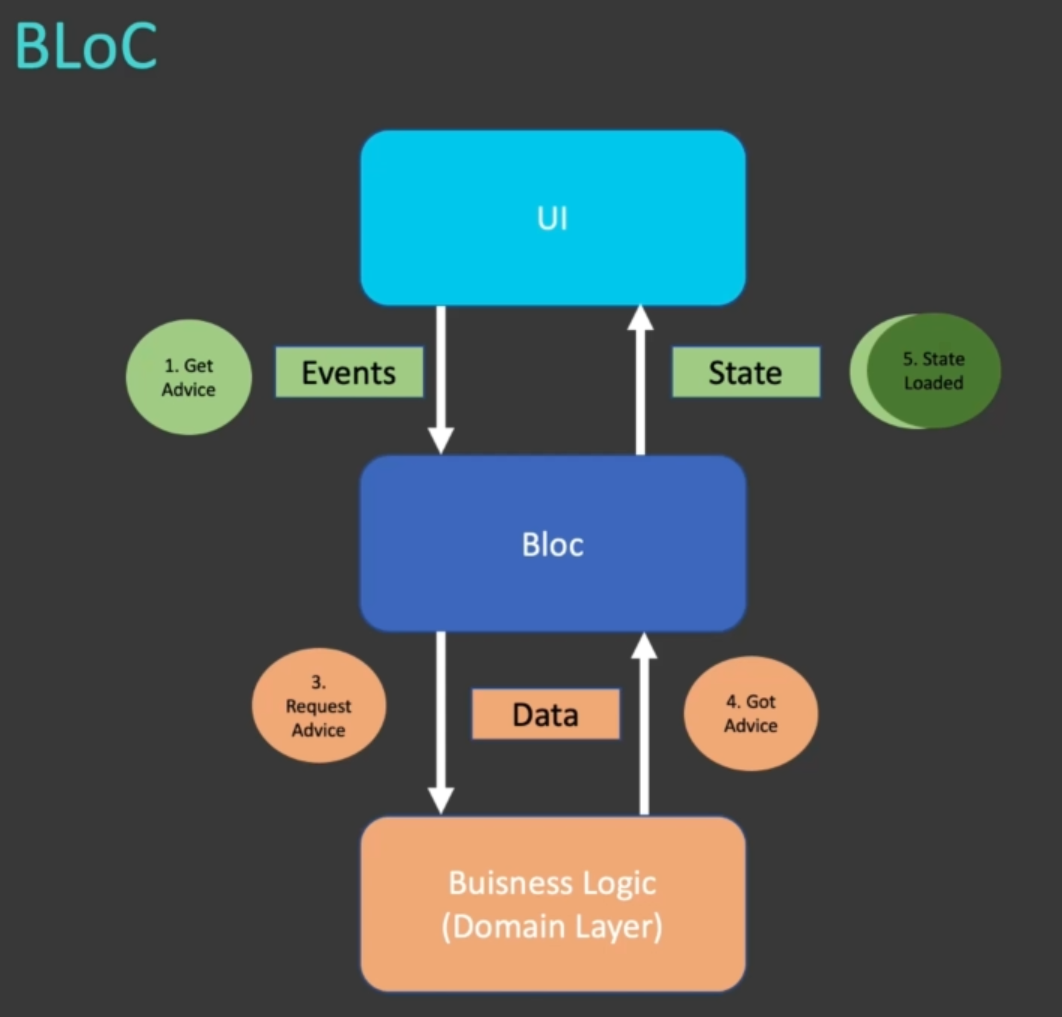 BLoC
UI
1. Get
Advice
Events
State
5. State
Loaded
Bloc
3.
Request
Advice
Data
4. Got
Advice
Buisness Logic
(Domain Layer)